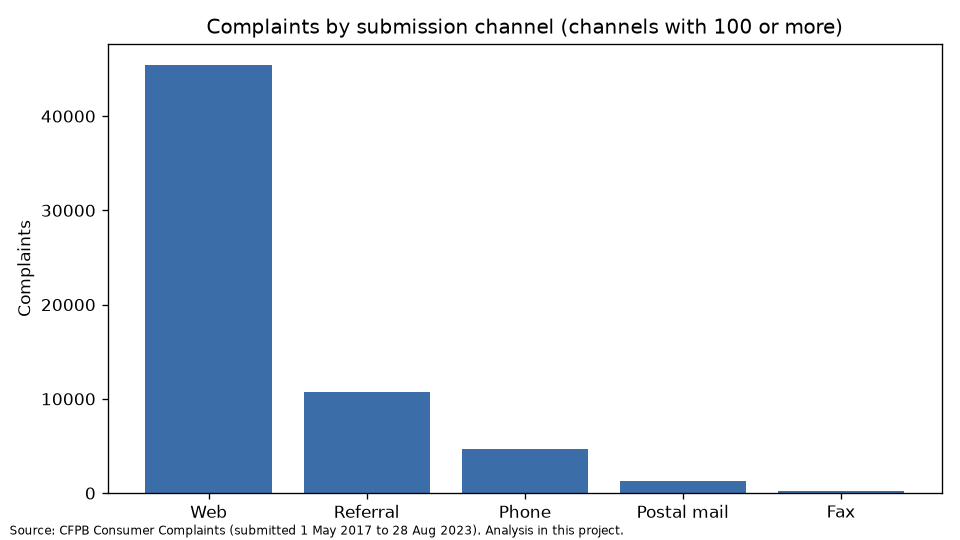 Complaints by submission channel (channels with 100 or more)
Complaints
40000
30000
20000
10000
0
Web Referral Phone Postal mail Fax
Source: CFPB Consumer Complaints (submitted 1 May 2017 to 28 Aug 2023). Analysis in this project.